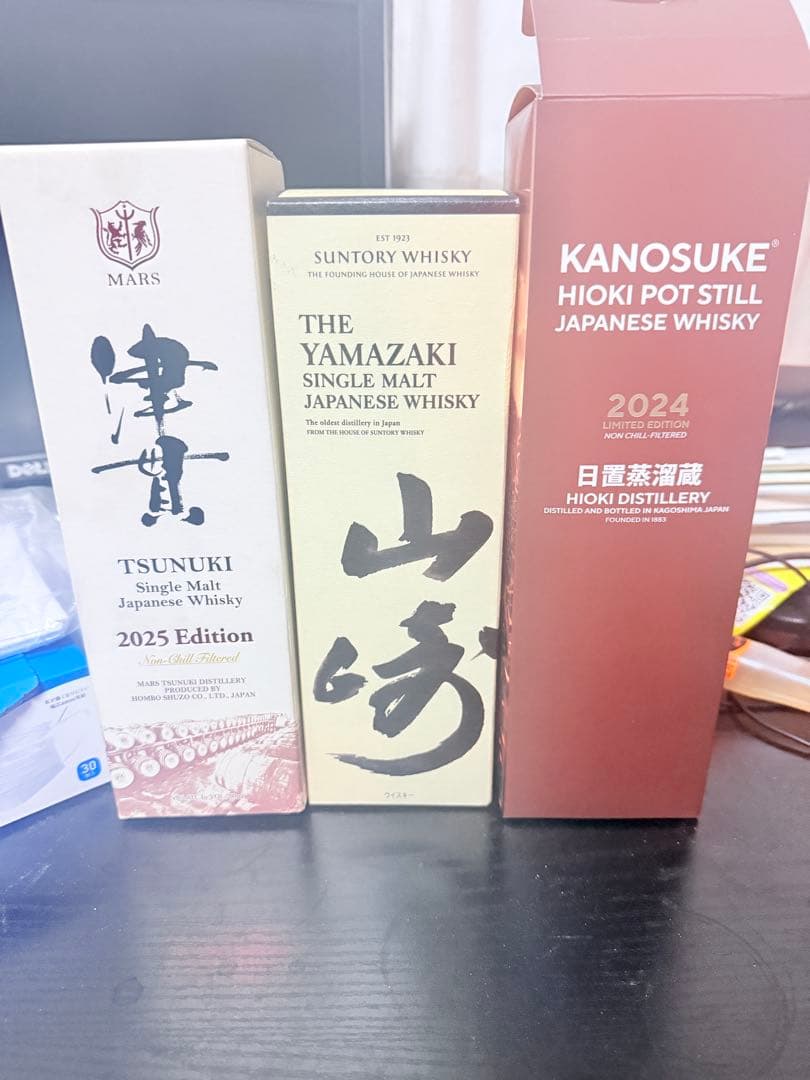 MARS
津貫
TSUNUKI
Single Malt
Japanese Whisky
2025 Edition
Non-Chill Filtered
MARS TSUNUKI DISTILLERY
PRODUCED BY
HOMBO SHUZO CO., LTD., JAPAN
EST 1923
SUNTORY WHISKY
THE FOUNDING HOUSE OF JAPANESE WHISKY
THE
YAMAZAKI
SINGLE MALT
JAPANESE WHISKY
The oldest distillery in Japan
FROM THE HOUSE OF SUNTORY WHISKY
山崎
ウイスキー
KANOSUKE®
HIOKI POT STILL
JAPANESE WHISKY
2024
LIMITED EDITION
NON CHILL-FILTERED
日置蒸溜蔵
HIOKI DISTILLERY
DISTILLED AND BOTTLED IN KAGOSHIMA JAPAN
FOUNDED IN 1883
30